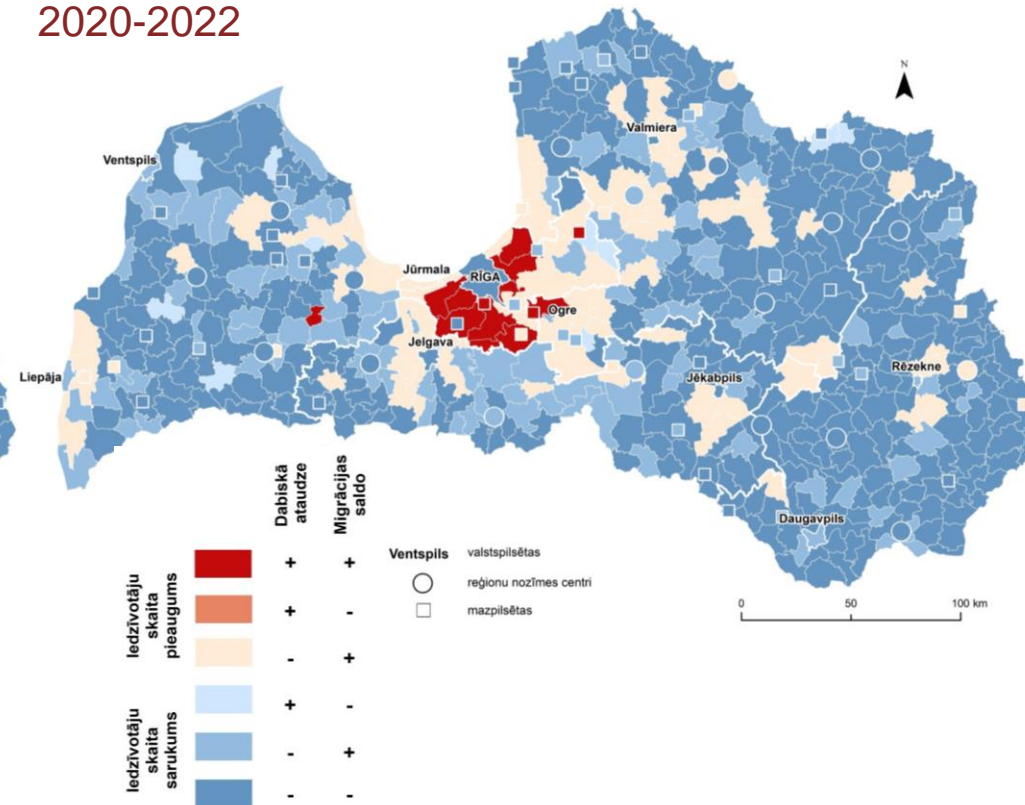 2020-2022
N
Valmiera
Ventspils
Jūrmala
RĪGA
Ogre
Jelgava
Liepāja
Jēkabpils
Rēzekne
Daugavpils
Dabiskā
ataudze
Migrācijas
saldo
Iedzīvotāju
skaita
pieaugums
+ +
+ -
- +
Iedzīvotāju
skaita
sarukums
+ -
- +
- -
Ventspils valstspilsētas
reģionu nozīmes centri
mazpilsētas
0 50 100 km